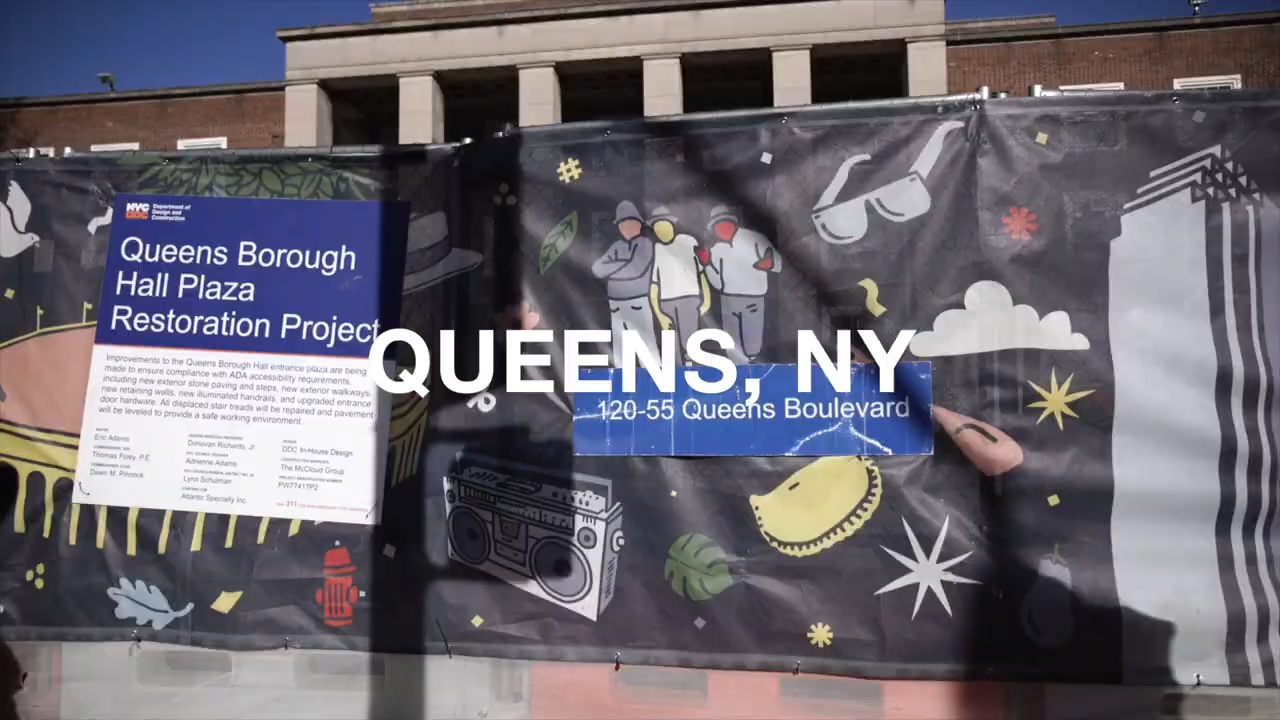 NYC
DDC
Department of
Design and
Construction
Queens Borough
Hall Plaza
Restoration Project
Improvements to the Queens Borough Hall entrance plaza are being
made to ensure compliance with ADA accessibility requirements,
including new exterior stone paving and steps, new exterior walkways,
new retaining walls, new illuminated handrails, and upgraded entrance
door hardware. All displaced stair treads will be repaired and pavement
will be leveled to provide a safe working environment.
Eric Adams
Thomas Foley, P.E.
Dawn M. Pinnock
Donovan Richards, Jr.
Adrienne Adams
Lynn Schulman
Atlantic Specialty Inc.
DDC In-House Design
The McCloud Group
PW77417P2
311
QUEENS, NY
120-55 Queens Boulevard